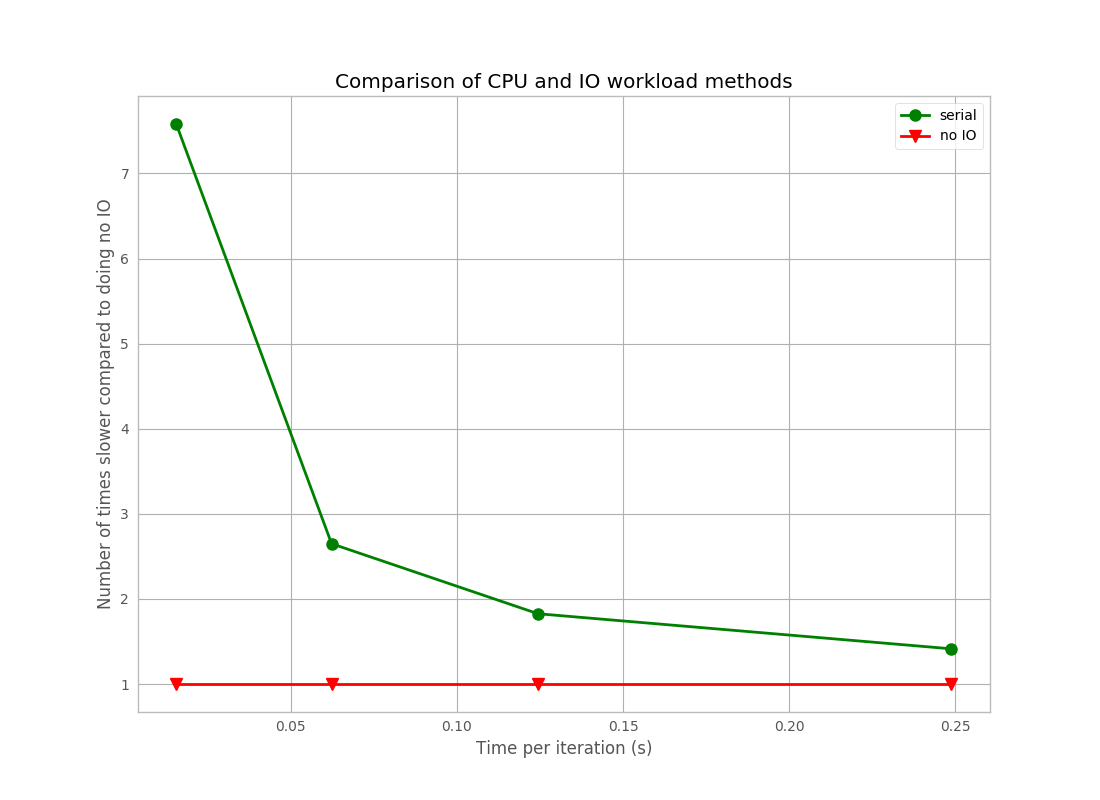 Comparison of CPU and IO workload methods
serial
no IO
Number of times slower compared to doing no IO
7
6
5
4
3
2
1
0.05 0.10 0.15 0.20 0.25
Time per iteration (s)